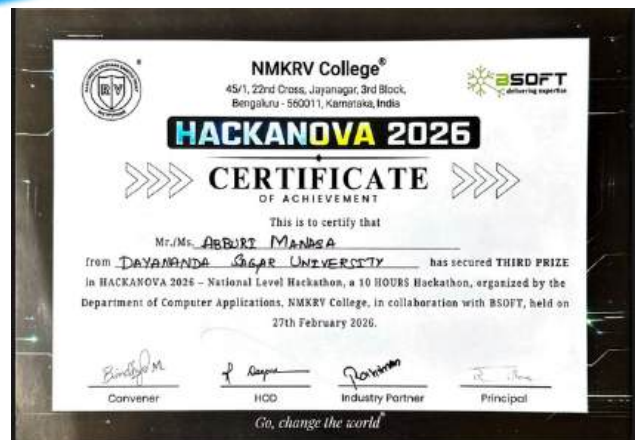 NMKRV College®
45/1, 22nd Cross, Jayanagar, 3rd Block,
Bengaluru - 560011, Karnataka, India
RV
BSOFT
delivering expertise
HACKANOVA 2026
CERTIFICATE
OF ACHIEVEMENT
This is to certify that
Mr./Ms. ABBURI MANASA
from DAYANANDA SAGAR UNIVERSITY has secured THIRD PRIZE
in HACKANOVA 2026 – National Level Hackathon, a 10 HOURS Hackathon, organized by the
Department of Computer Applications, NMKRV College, in collaboration with BSOFT, held on
27th February 2026.
Convener HOD Industry Partner Principal
Go, change the world®